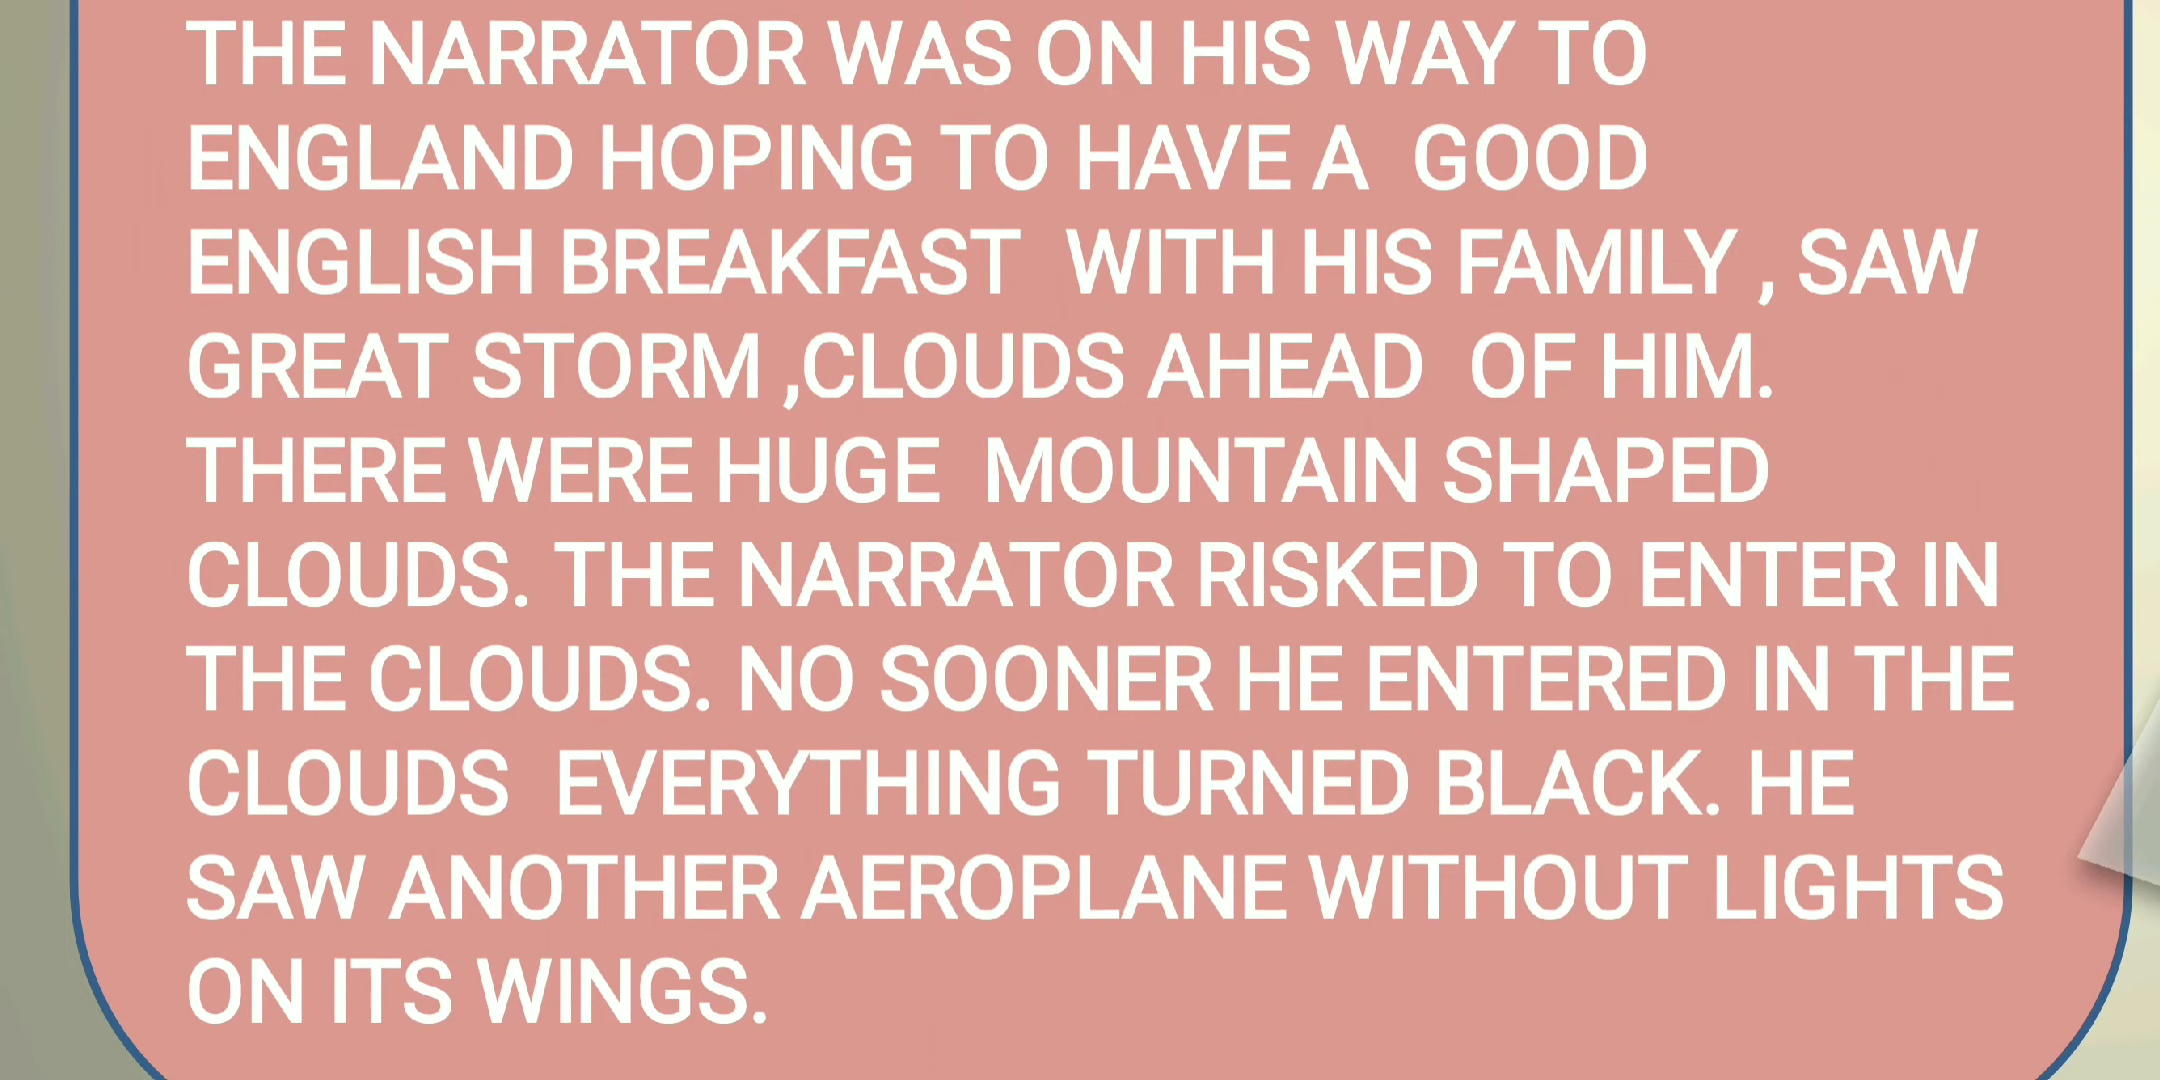 THE NARRATOR WAS ON HIS WAY TO
ENGLAND HOPING TO HAVE A  GOOD
ENGLISH BREAKFAST  WITH HIS FAMILY , SAW
GREAT STORM ,CLOUDS AHEAD  OF HIM.
THERE WERE HUGE  MOUNTAIN SHAPED
CLOUDS. THE NARRATOR RISKED TO ENTER IN
THE CLOUDS. NO SOONER HE ENTERED IN THE
CLOUDS  EVERYTHING TURNED BLACK. HE
SAW ANOTHER AEROPLANE WITHOUT LIGHTS
ON ITS WINGS.